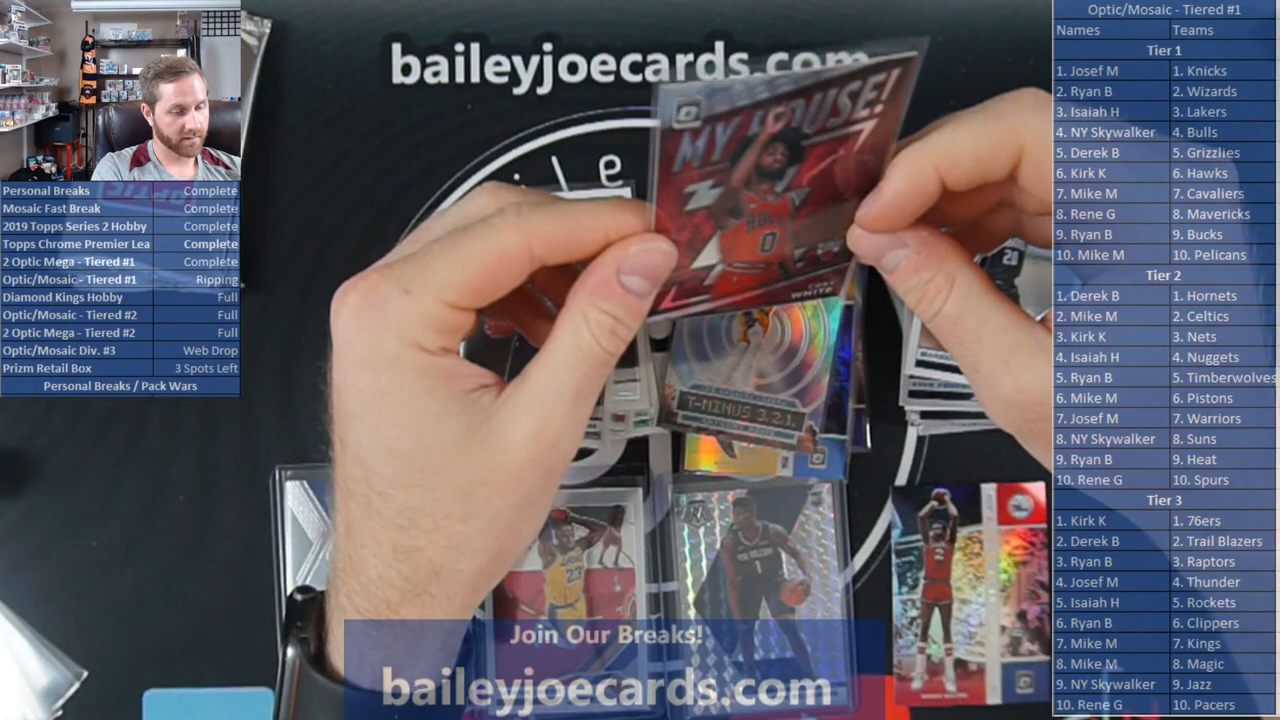 baileyjoecards.com
Personal Breaks Complete
Mosaic Fast Break Complete
2019 Topps Series 2 Hobby Complete
Topps Chrome Premier Lea Complete
2 Optic Mega - Tiered #1 Complete
Optic/Mosaic - Tiered #1 Ripping
Diamond Kings Hobby Full
Optic/Mosaic - Tiered #2 Full
2 Optic Mega - Tiered #2 Full
Optic/Mosaic Div. #3 Web Drop
Prizm Retail Box 3 Spots Left
Personal Breaks / Pack Wars
MY HOUSE!
BULLS
0
COBY
WHITE
T-MINUS 3.2.1.
20
23
1
Join Our Breaks!
baileyjoecards.com
Optic/Mosaic - Tiered #1
Names Teams
Tier 1
1. Josef M 1. Knicks
2. Ryan B 2. Wizards
3. Isaiah H 3. Lakers
4. NY Skywalker 4. Bulls
5. Derek B 5. Grizzlies
6. Kirk K 6. Hawks
7. Mike M 7. Cavaliers
8. Rene G 8. Mavericks
9. Ryan B 9. Bucks
10. Mike M 10. Pelicans
Tier 2
1. Derek B 1. Hornets
2. Mike M 2. Celtics
3. Kirk K 3. Nets
4. Isaiah H 4. Nuggets
5. Ryan B 5. Timberwolves
6. Mike M 6. Pistons
7. Josef M 7. Warriors
8. NY Skywalker 8. Suns
9. Ryan B 9. Heat
10. Rene G 10. Spurs
Tier 3
1. Kirk K 1. 76ers
2. Derek B 2. Trail Blazers
3. Ryan B 3. Raptors
4. Josef M 4. Thunder
5. Isaiah H 5. Rockets
6. Ryan B 6. Clippers
7. Mike M 7. Kings
8. Mike M 8. Magic
9. NY Skywalker 9. Jazz
10. Rene G 10. Pacers